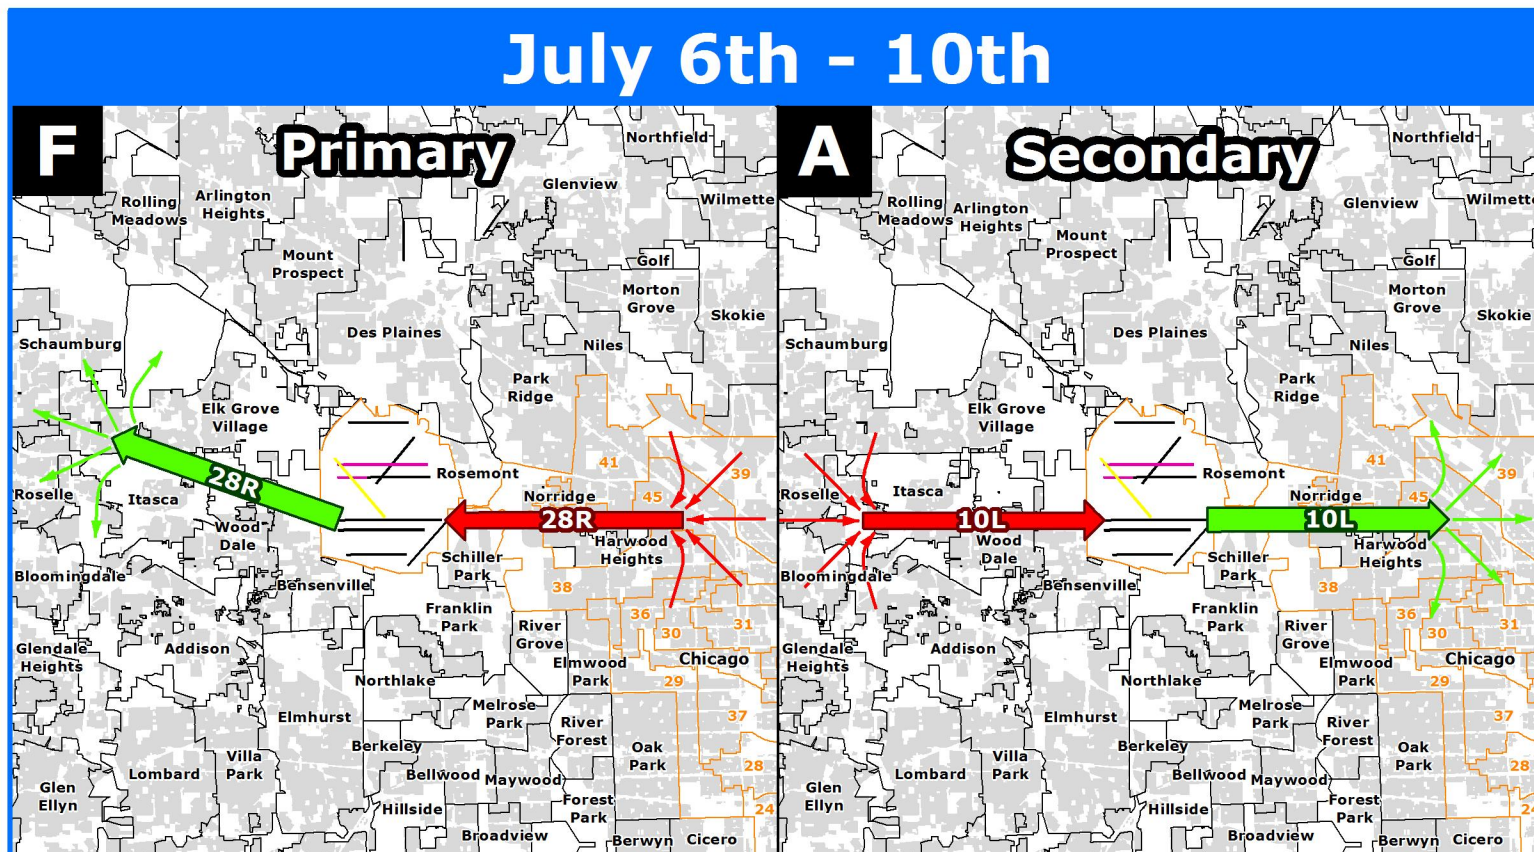 July 6th - 10th
F
Primary
Northfield
Glenview
Arlington
Heights
Rolling
Meadows
Wilmette
Mount
Prospect
Golf
Morton
Grove
Skokie
Des Plaines
Schaumburg
Niles
Park
Ridge
Elk Grove
Village
41
Rosemont
39
28R
Roselle
Itasca
Norridge
45
28R
Wood
Dale
Harwood
Heights
Schiller
Park
Bloomingdale
Bensenville
38
Franklin
Park
36
River
Grove
31
30
Glendale
Heights
Addison
Chicago
Elmwood
Park
Northlake
29
Melrose
Park
Elmhurst
River
Forest
37
Berkeley
Oak
Park
Villa
Park
Lombard
Bellwood
Maywood
28
Glen
Ellyn
Hillside
Forest
Park
24
Broadview
Berwyn
Cicero
A
Secondary
Northfield
Glenview
Wilmette
Rolling
Meadows
Arlington
Heights
Mount
Prospect
Golf
Morton
Grove
Skokie
Des Plaines
Schaumburg
Niles
Park
Ridge
Elk Grove
Village
41
Rosemont
39
Roselle
Itasca
Norridge
45
10L
10L
Wood
Dale
Harwood
Heights
Schiller
Park
Bloomingdale
Bensenville
38
Franklin
Park
36
River
Grove
31
30
Glendale
Heights
Addison
Chicago
Elmwood
Park
Northlake
29
Melrose
Park
Elmhurst
River
Forest
37
Berkeley
Oak
Park
Villa
Park
Lombard
Bellwood
Maywood
28
Glen
Ellyn
Hillside
Forest
Park
24
Broadview
Berwyn
Cicero